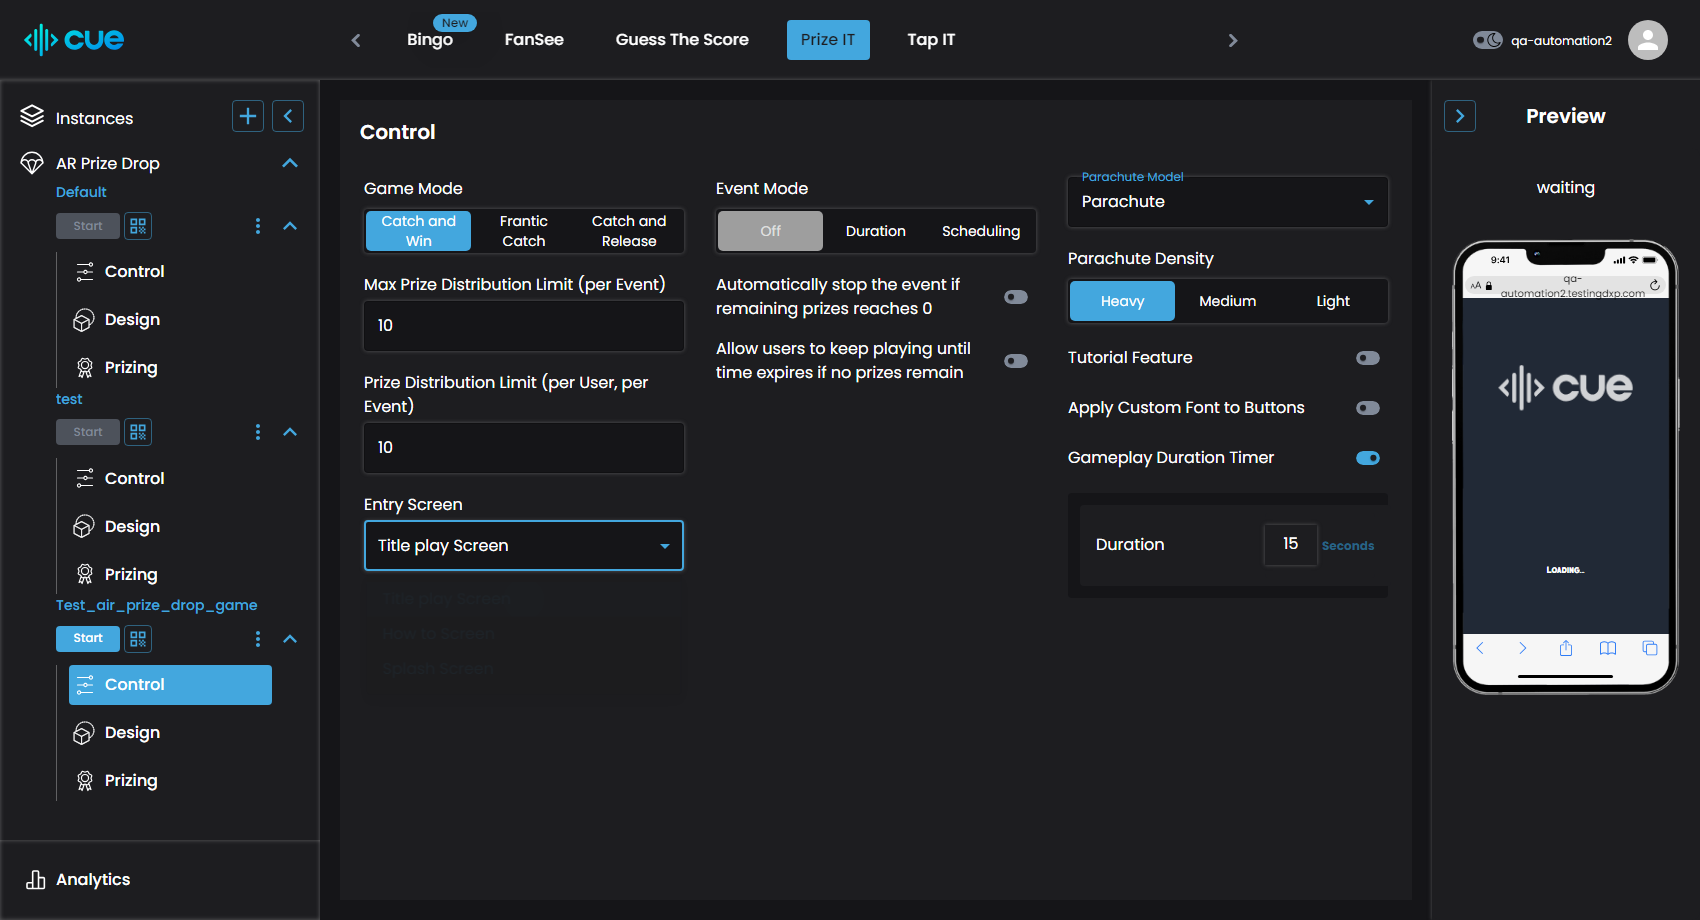 cue
New
Bingo
FanSee
Guess The Score
Prize IT
Tap IT
qa-automation2
Instances
AR Prize Drop
Default
Start
Control
Design
Prizing
test
Start
Control
Design
Prizing
Test_air_prize_drop_game
Start
Control
Design
Prizing
Analytics
Control
Game Mode
Catch and
Win
Frantic
Catch
Catch and
Release
Max Prize Distribution Limit (per Event)
10
Prize Distribution Limit (per User, per
Event)
10
Entry Screen
Title play Screen
Title play Screen
How to Screen
Splash Screen
Event Mode
Off
Duration
Scheduling
Automatically stop the event if
remaining prizes reaches 0
Allow users to keep playing until
time expires if no prizes remain
Parachute Model
Parachute
Parachute Density
Heavy
Medium
Light
Tutorial Feature
Apply Custom Font to Buttons
Gameplay Duration Timer
Duration
15
Seconds
Preview
waiting
9:41
AA
qa-
automation2.testingdxp.com
cue
LOADING...